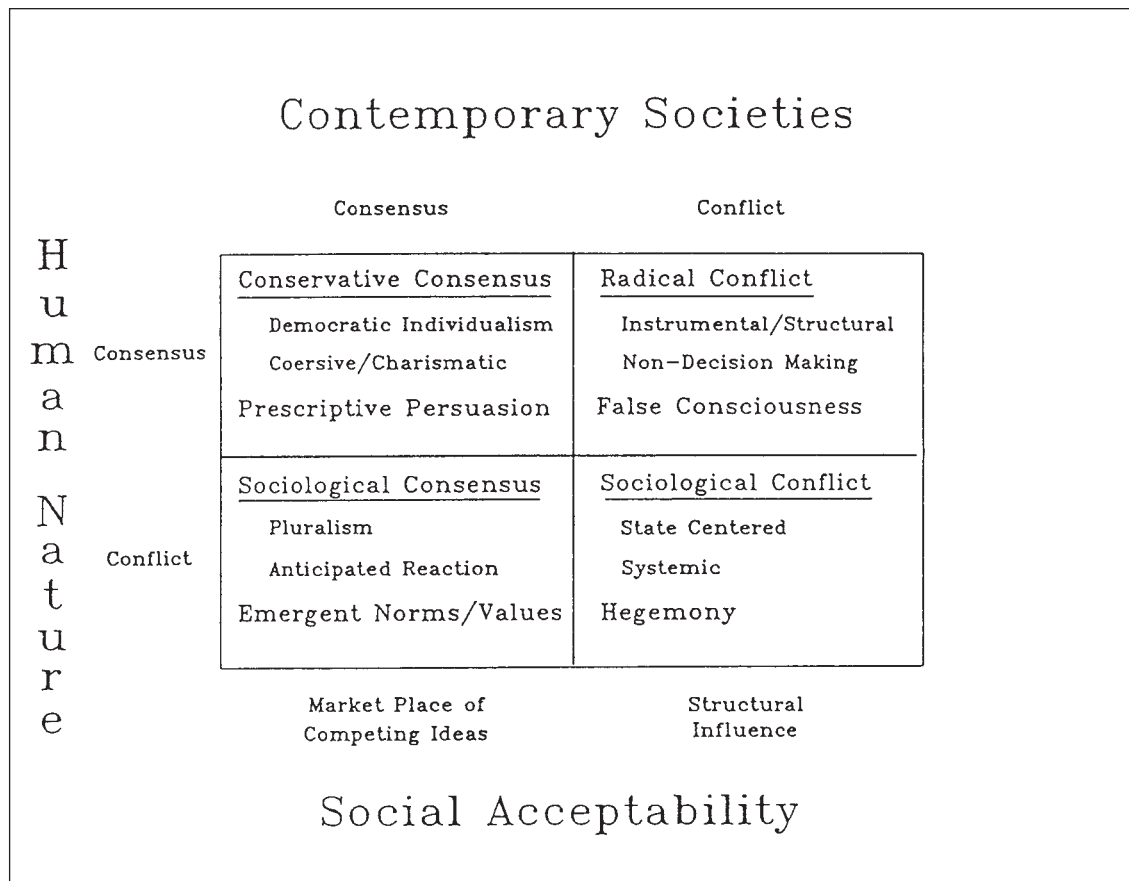 Contemporary Societies
Consensus
Conflict
Human Nature
Consensus
Conservative Consensus
Democratic Individualism
Coersive/Charismatic
Prescriptive Persuasion
Radical Conflict
Instrumental/Structural
Non-Decision Making
False Consciousness
Conflict
Sociological Consensus
Pluralism
Anticipated Reaction
Emergent Norms/Values
Sociological Conflict
State Centered
Systemic
Hegemony
Market Place of
Competing Ideas
Structural
Influence
Social Acceptability